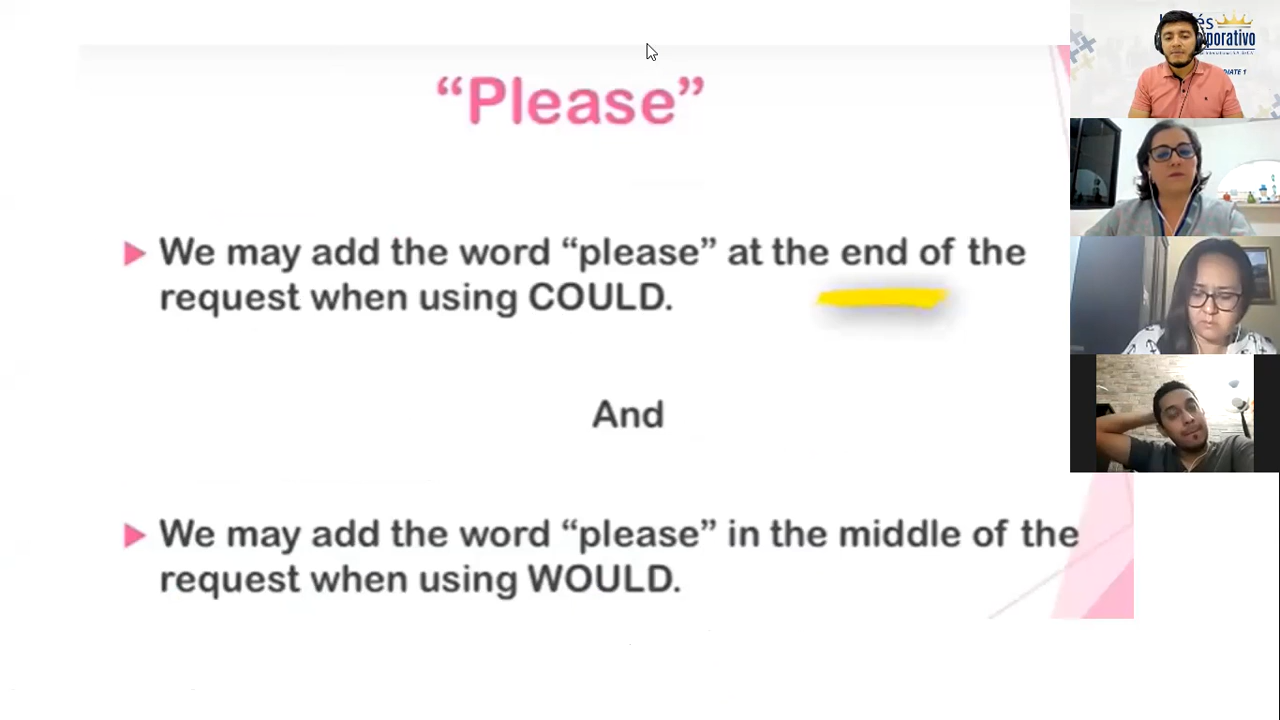 “Please”
We may add the word “please” at the end of the
request when using COULD.
And
We may add the word “please” in the middle of the
request when using WOULD.